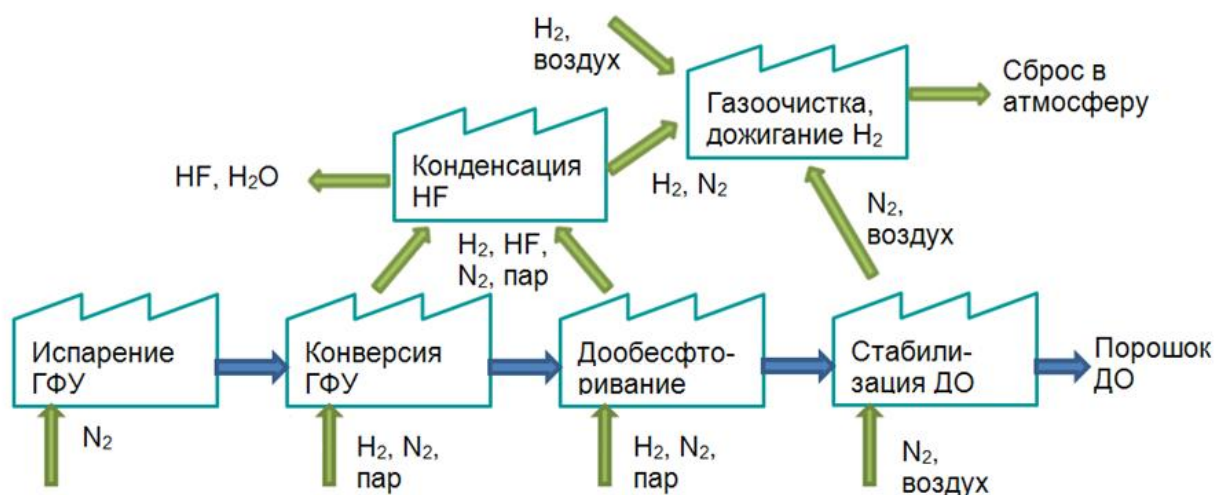 H₂,
воздух
Газоочистка,
дожигание H₂
Сброс в
атмосферу
Конденсация
HF
HF, H₂O
H₂, N₂
H₂, HF,
N₂, пар
N₂,
воздух
Испарение
ГФУ
Конверсия
ГФУ
Дообесфто-
ривание
Стабили-
зация ДО
Порошок
ДО
N₂
H₂, N₂,
пар
H₂, N₂,
пар
N₂,
воздух